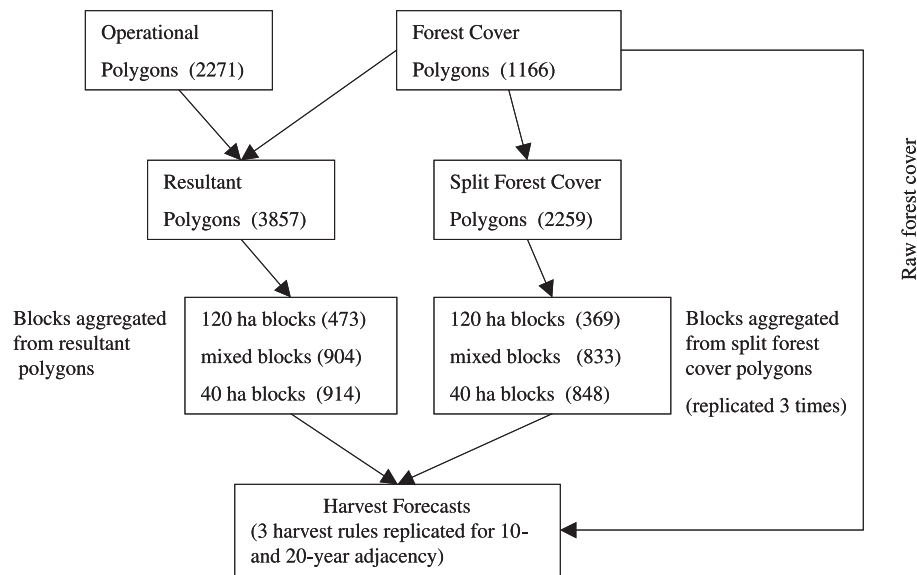 Operational
Polygons (2271)
Forest Cover
Polygons (1166)
Resultant
Polygons (3857)
Split Forest Cover
Polygons (2259)
Raw forest cover
Blocks aggregated
from resultant
polygons
120 ha blocks (473)
mixed blocks (904)
40 ha blocks (914)
120 ha blocks (369)
mixed blocks (833)
40 ha blocks (848)
Blocks aggregated
from split forest
cover polygons
(replicated 3 times)
Harvest Forecasts
(3 harvest rules replicated for 10-
and 20-year adjacency)